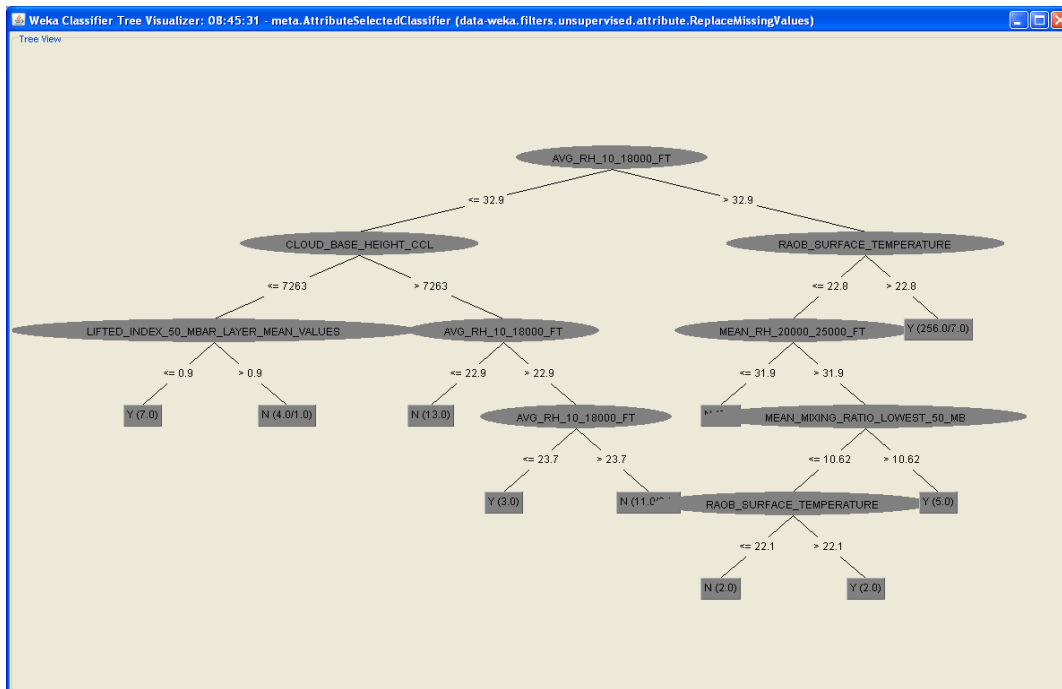 Weka Classifier Tree Visualizer: 08:45:31 - meta.AttributeSelectedClassifier (data-weka.filters.unsupervised.attribute.ReplaceMissingValues)
Tree View
AVG_RH_10_18000_FT
<= 32.9 > 32.9
CLOUD_BASE_HEIGHT_CCL RAOB_SURFACE_TEMPERATURE
<= 7263 > 7263 <= 22.8 > 22.8
LIFTED_INDEX_50_MBAR_LAYER_MEAN_VALUES AVG_RH_10_18000_FT MEAN_RH_20000_25000_FT Y (256.0/7.0)
<= 0.9 > 0.9 <= 22.9 > 22.9 <= 31.9 > 31.9
Y (7.0) N (4.0/1.0) N (13.0) AVG_RH_10_18000_FT MEAN_MIXING_RATIO_LOWEST_50_MB
<= 23.7 > 23.7 <= 10.62 > 10.62
Y (3.0) RAOB_SURFACE_TEMPERATURE Y (5.0)
<= 22.1 > 22.1
N (2.0) Y (2.0)